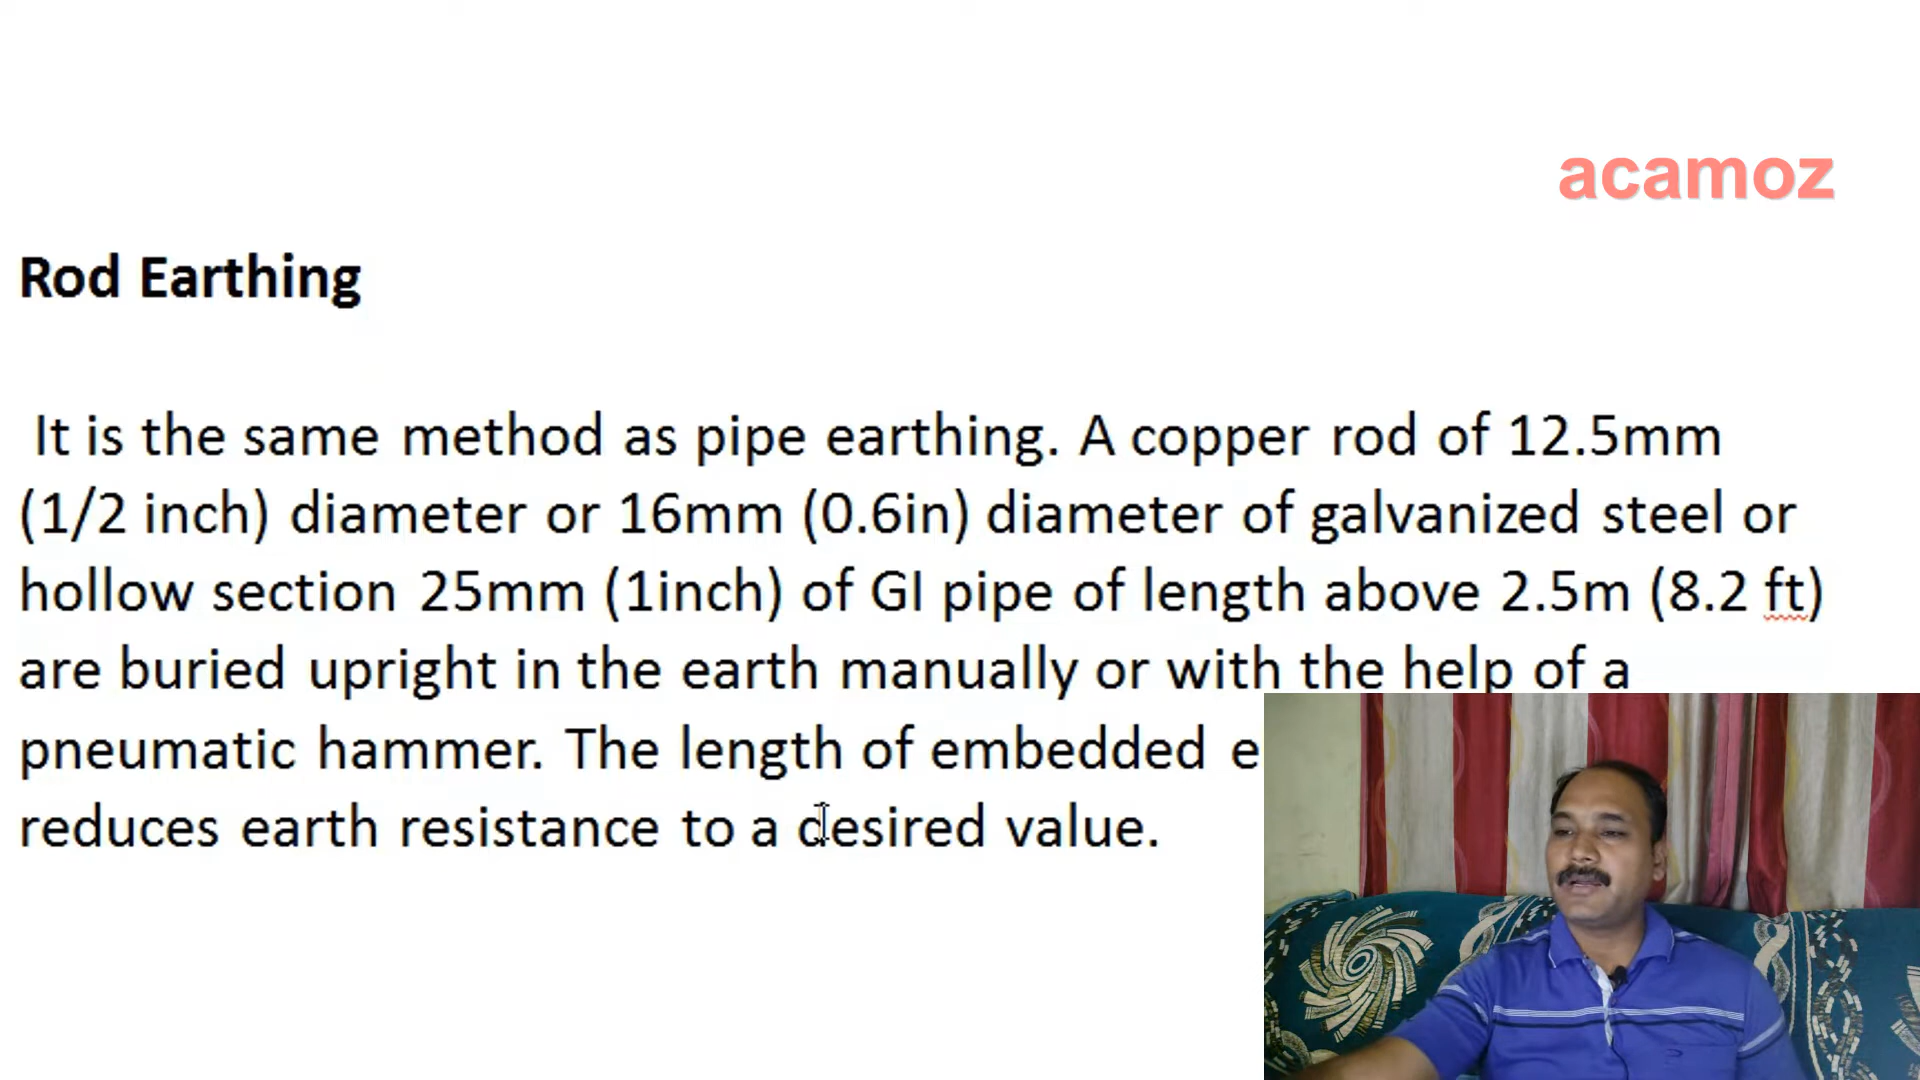 acamoz
Rod Earthing
It is the same method as pipe earthing. A copper rod of 12.5mm
(1/2 inch) diameter or 16mm (0.6in) diameter of galvanized steel or
hollow section 25mm (1inch) of GI pipe of length above 2.5m (8.2 ft)
are buried upright in the earth manually or with the help of a
pneumatic hammer. The length of embedded
reduces earth resistance to a desired value.